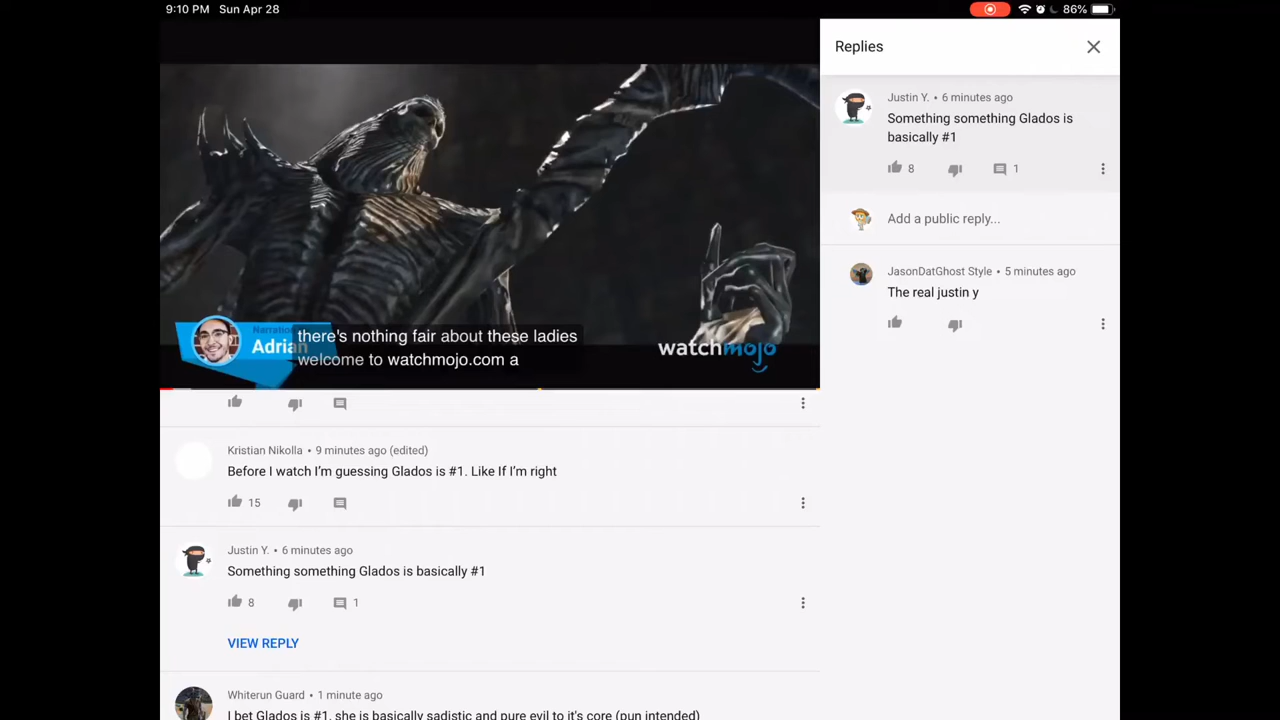 9:10 PM Sun Apr 28
86%
Narration
Adrian
there's nothing fair about these ladies
welcome to watchmojo.com a
watchmojo
Kristian Nikolla • 9 minutes ago (edited)
Before I watch I'm guessing Glados is #1. Like If I'm right
15
Justin Y. • 6 minutes ago
Something something Glados is basically #1
8
1
VIEW REPLY
Whiterun Guard • 1 minute ago
I bet Glados is #1, she is basically sadistic and pure evil to it's core (pun intended)
Replies
Justin Y. • 6 minutes ago
Something something Glados is
basically #1
8
1
Add a public reply...
JasonDatGhost Style • 5 minutes ago
The real justin y